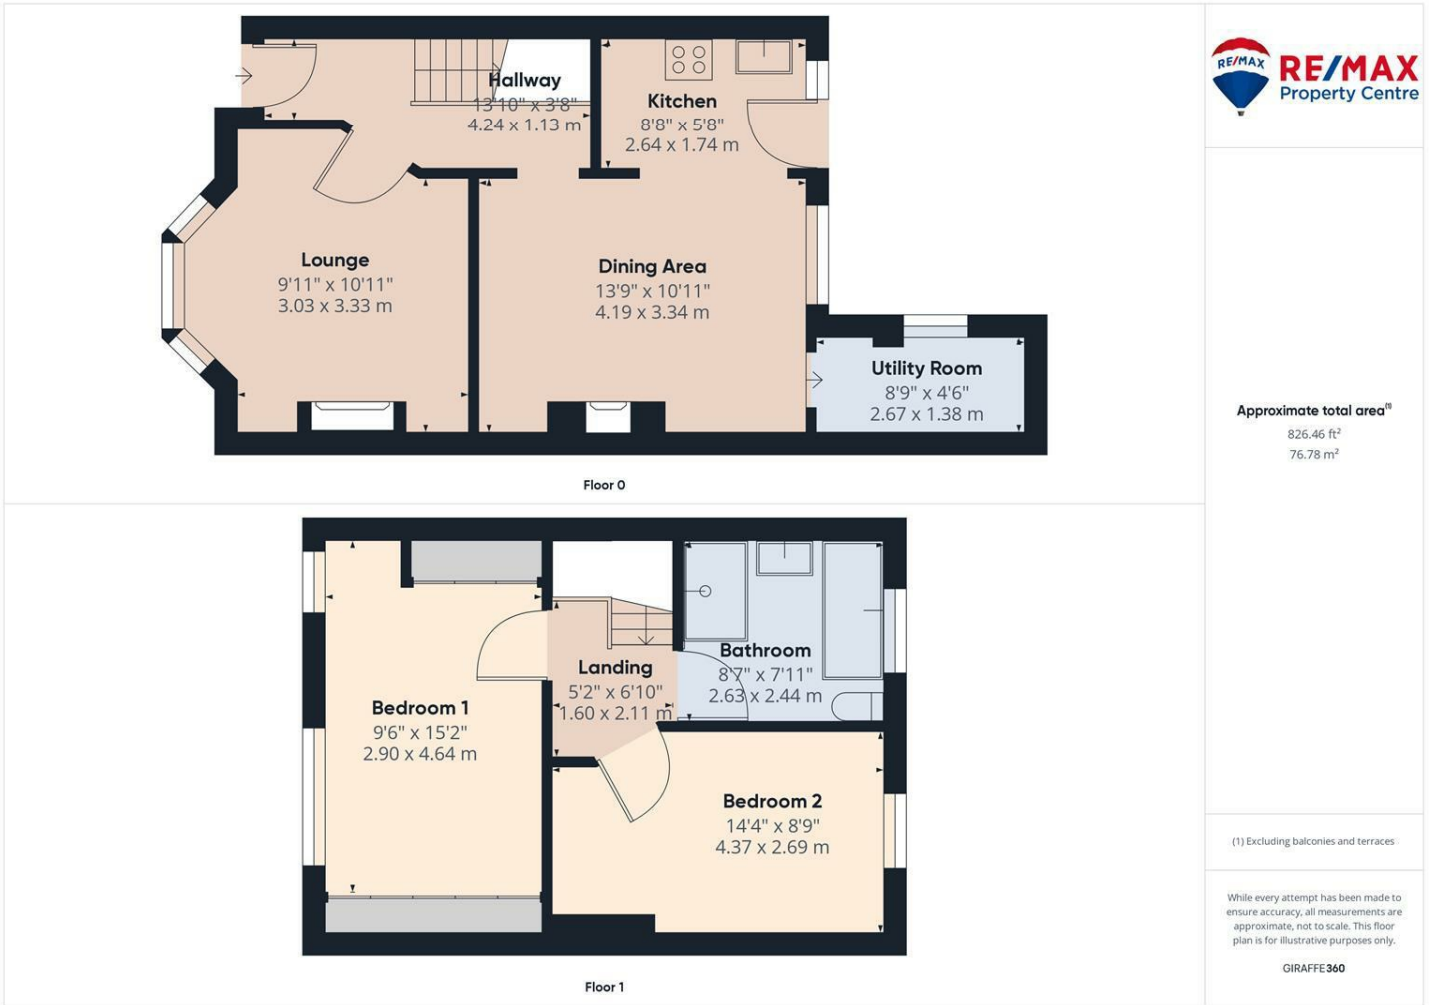 Hallway
13'10" x 3'8"
4.24 x 1.13 m
Kitchen
8'8" x 5'8"
2.64 x 1.74 m
Lounge
9'11" x 10'11"
3.03 x 3.33 m
Dining Area
13'9" x 10'11"
4.19 x 3.34 m
Utility Room
8'9" x 4'6"
2.67 x 1.38 m
Floor 0
Bedroom 1
9'6" x 15'2"
2.90 x 4.64 m
Landing
5'2" x 6'10"
1.60 x 2.11 m
Bathroom
8'7" x 7'11"
2.63 x 2.44 m
Bedroom 2
14'4" x 8'9"
4.37 x 2.69 m
Floor 1
RE/MAX
RE/MAX
Property Centre
Approximate total area⁽¹⁾
826.46 ft²
76.78 m²
(1) Excluding balconies and terraces
While every attempt has been made to
ensure accuracy, all measurements are
approximate, not to scale. This floor
plan is for illustrative purposes only.
GIRAFFE360